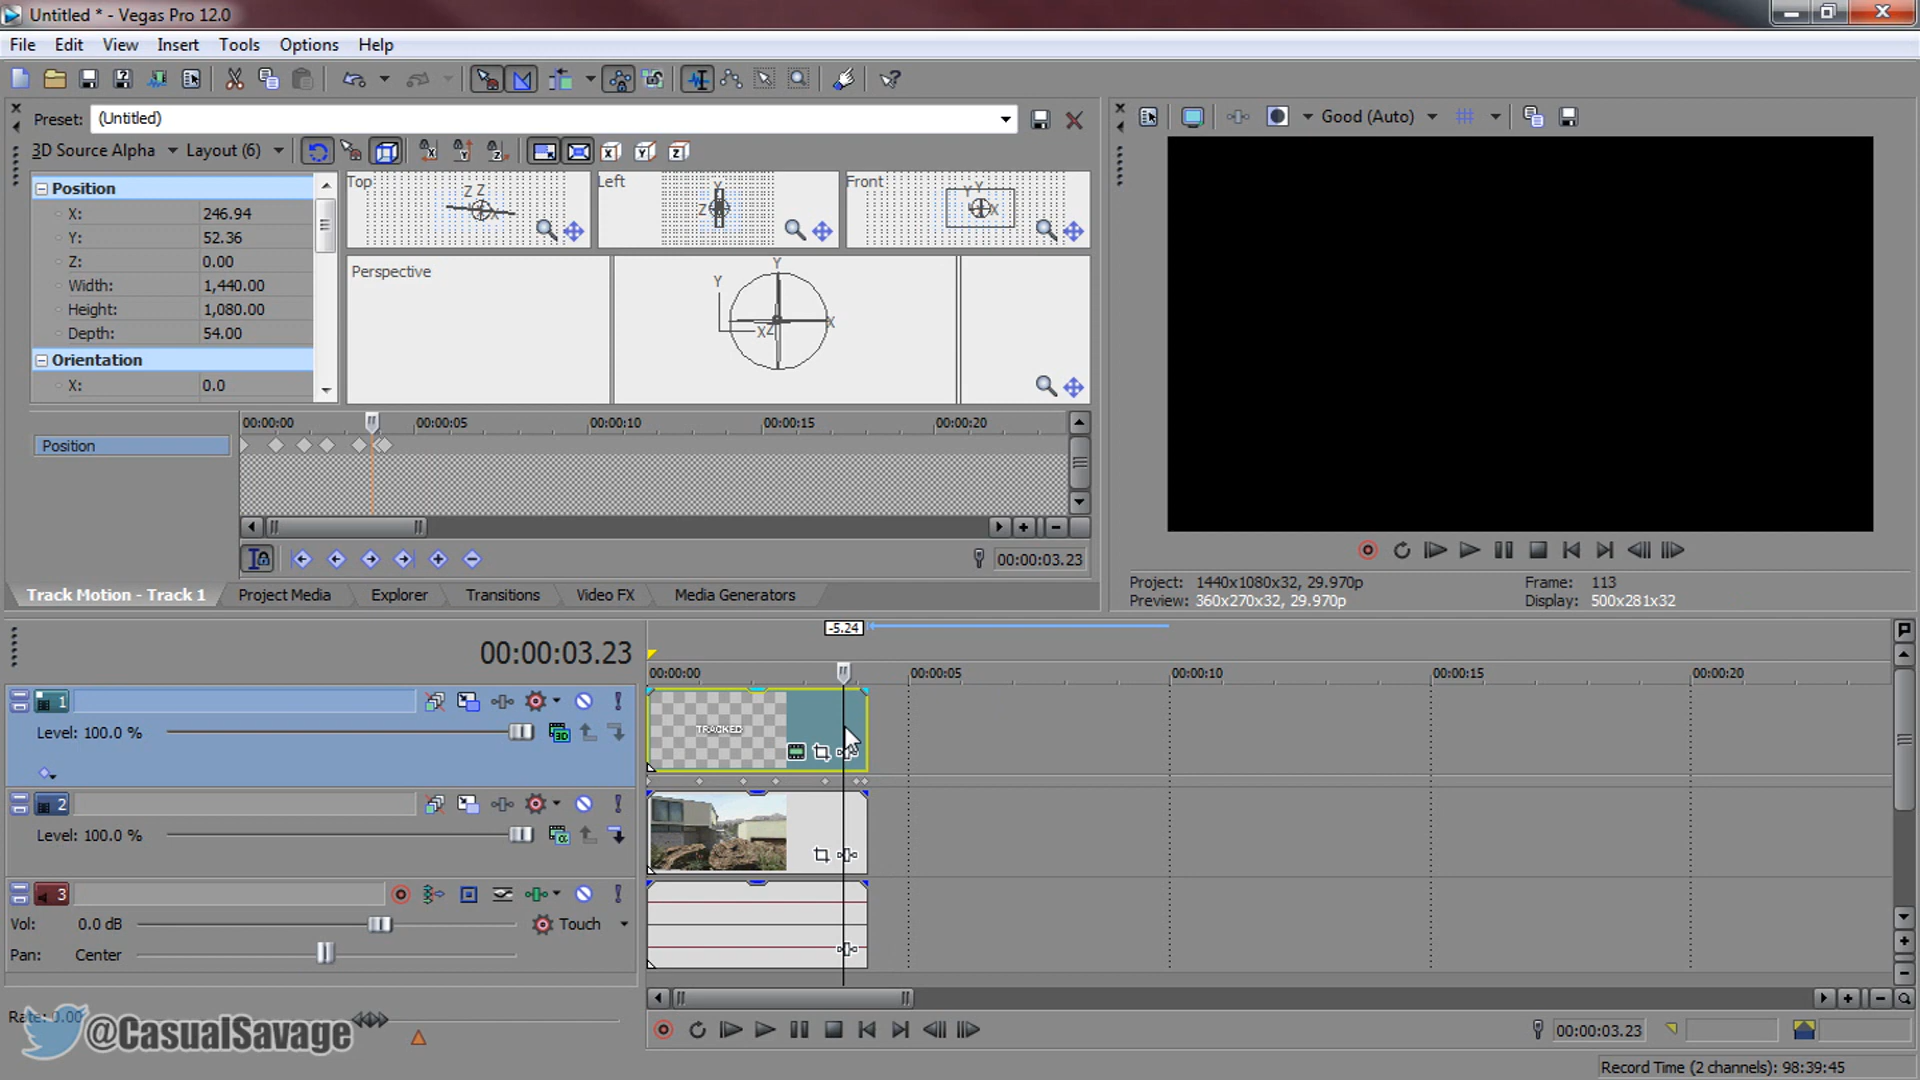 Untitled * - Vegas Pro 12.0
File Edit View Insert Tools Options Help
Preset: (Untitled)
Good (Auto)
3D Source Alpha Layout (6)
Position
X: 246.94
Y: 52.36
Z: 0.00
Width: 1,440.00
Height: 1,080.00
Depth: 54.00
Orientation
X: 0.0
Top
Left
Front
Perspective
00:00:00 00:00:05 00:00:10 00:00:15 00:00:20
Position
00:00:03.23
Track Motion - Track 1 Project Media Explorer Transitions Video FX Media Generators
Project: 1440x1080x32, 29.970p
Frame: 113
Preview: 360x270x32, 29.970p
Display: 500x281x32
-5.24
00:00:03.23
00:00:00 00:00:05 00:00:10 00:00:15 00:00:20
1
Level: 100.0 %
TRACKED
2
Level: 100.0 %
3
Vol: 0.0 dB Touch
Pan: Center
Rate: 0.00
@CasualSavage
00:00:03.23
Record Time (2 channels): 98:39:45